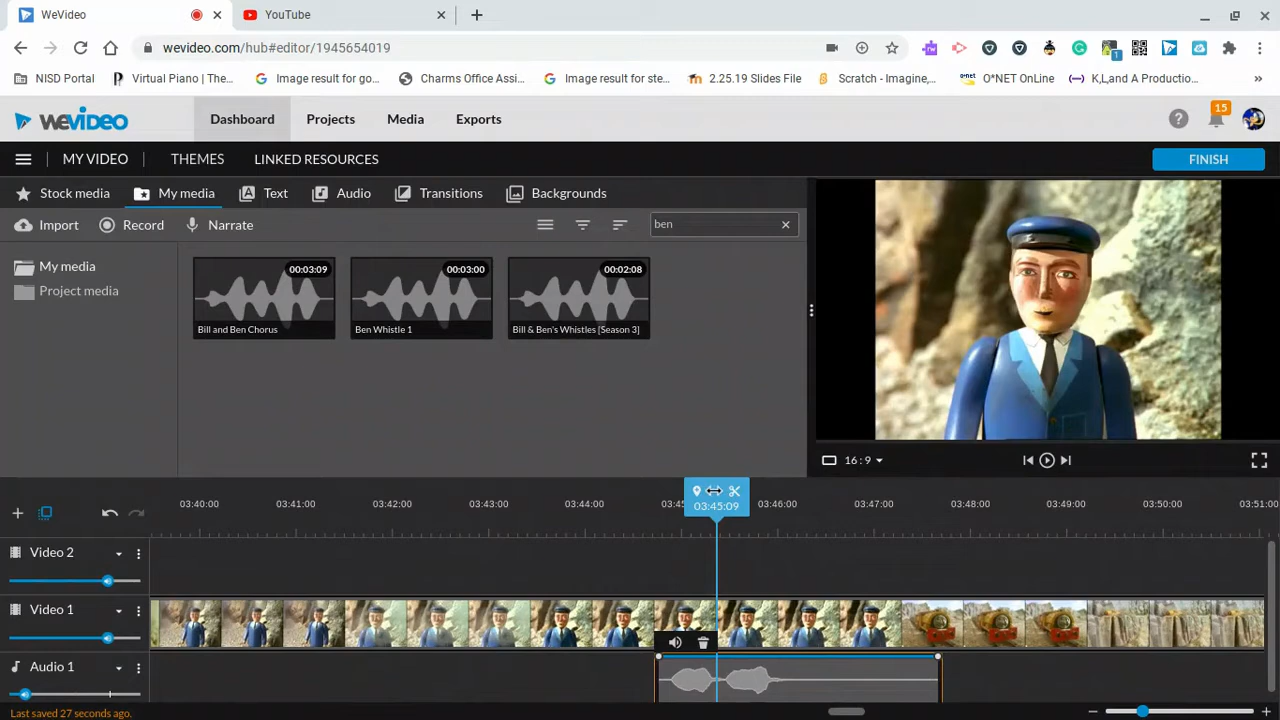 WeVideo
YouTube
wevideo.com/hub#editor/1945654019
NISD Portal
Virtual Piano | The...
Image result for go...
Charms Office Assi...
Image result for ste...
2.25.19 Slides File
Scratch - Imagine,...
O*NET OnLine
K,L,and A Productio...
»
wevideo
Dashboard
Projects
Media
Exports
15
MY VIDEO
THEMES
LINKED RESOURCES
FINISH
Stock media
My media
Text
Audio
Transitions
Backgrounds
Import
Record
Narrate
ben
My media
Project media
00:03:09
Bill and Ben Chorus
00:03:00
Ben Whistle 1
00:02:08
Bill & Ben's Whistles [Season 3]
16:9
03:40:00
03:41:00
03:42:00
03:43:00
03:44:00
03:45
03:45:09
03:46:00
03:47:00
03:48:00
03:49:00
03:50:00
03:51:00
Video 2
Video 1
Audio 1
Last saved 27 seconds ago.